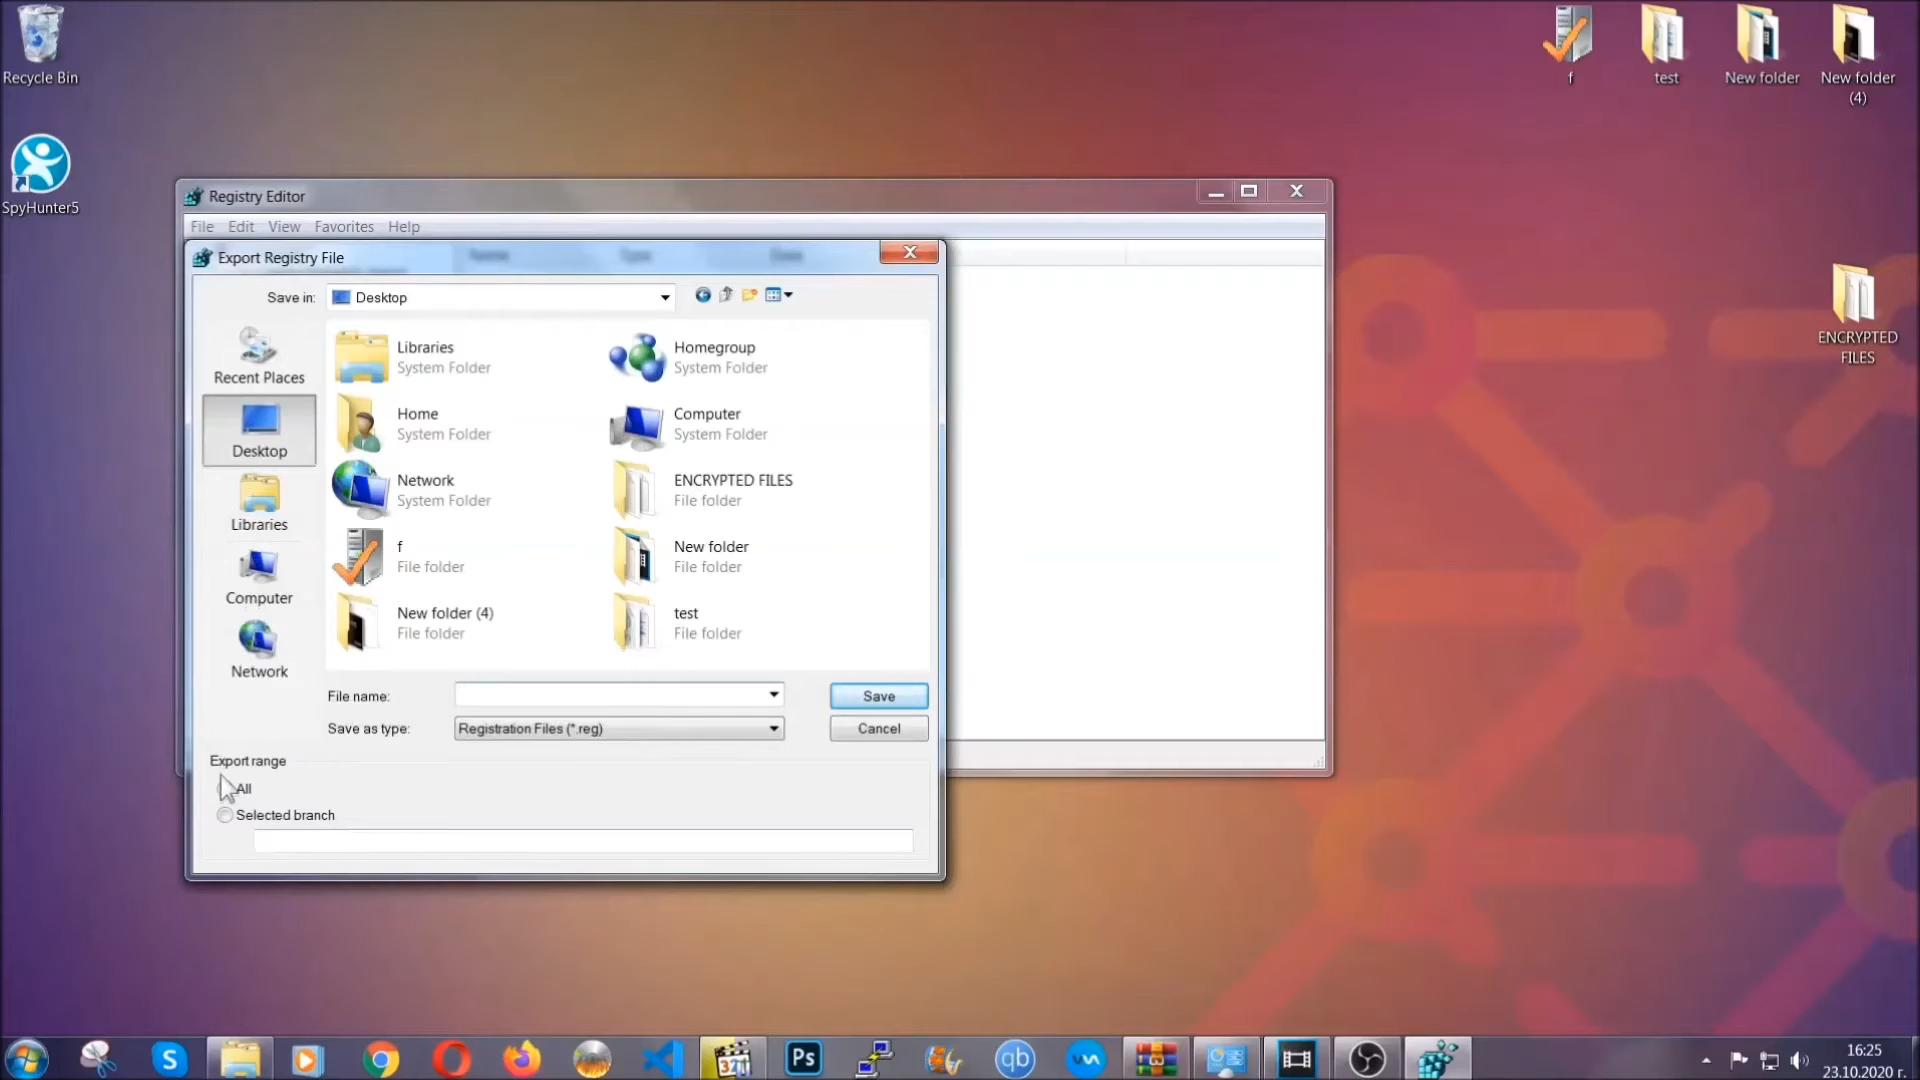 Recycle Bin
SpyHunter5
f
test
New folder
New folder
(4)
ENCRYPTED
FILES
Registry Editor
File Edit View Favorites Help
Export Registry File
Save in:
Desktop
Recent Places
Desktop
Libraries
Computer
Network
Libraries
System Folder
Homegroup
System Folder
Home
System Folder
Computer
System Folder
Network
System Folder
ENCRYPTED FILES
File folder
f
File folder
New folder
File folder
New folder (4)
File folder
test
File folder
File name:
Save
Save as type:
Registration Files (*.reg)
Cancel
Export range
All
Selected branch
S
321
Ps
qb
16:25
23.10.2020 г.